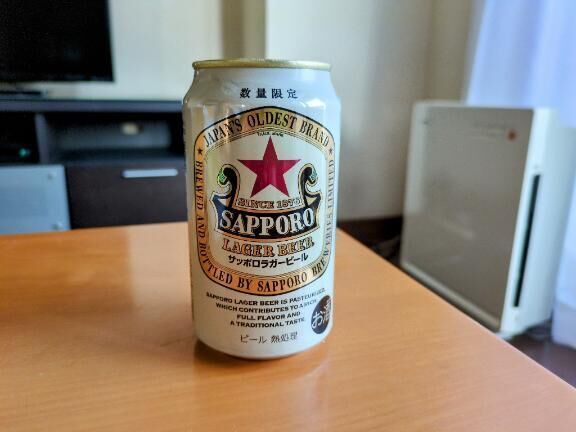 数量限定
JAPAN'S OLDEST BRAND
SINCE 1876
SAPPORO
LAGER BEER
サッポロラガービール
BREWED AND BOTTLED BY SAPPORO BREWERIES LIMITED
SAPPORO LAGER BEER IS PASTEURIZED,
WHICH CONTRIBUTES TO A RICH
FULL FLAVOR AND
A TRADITIONAL TASTE.
お酒
ビール 熱処理